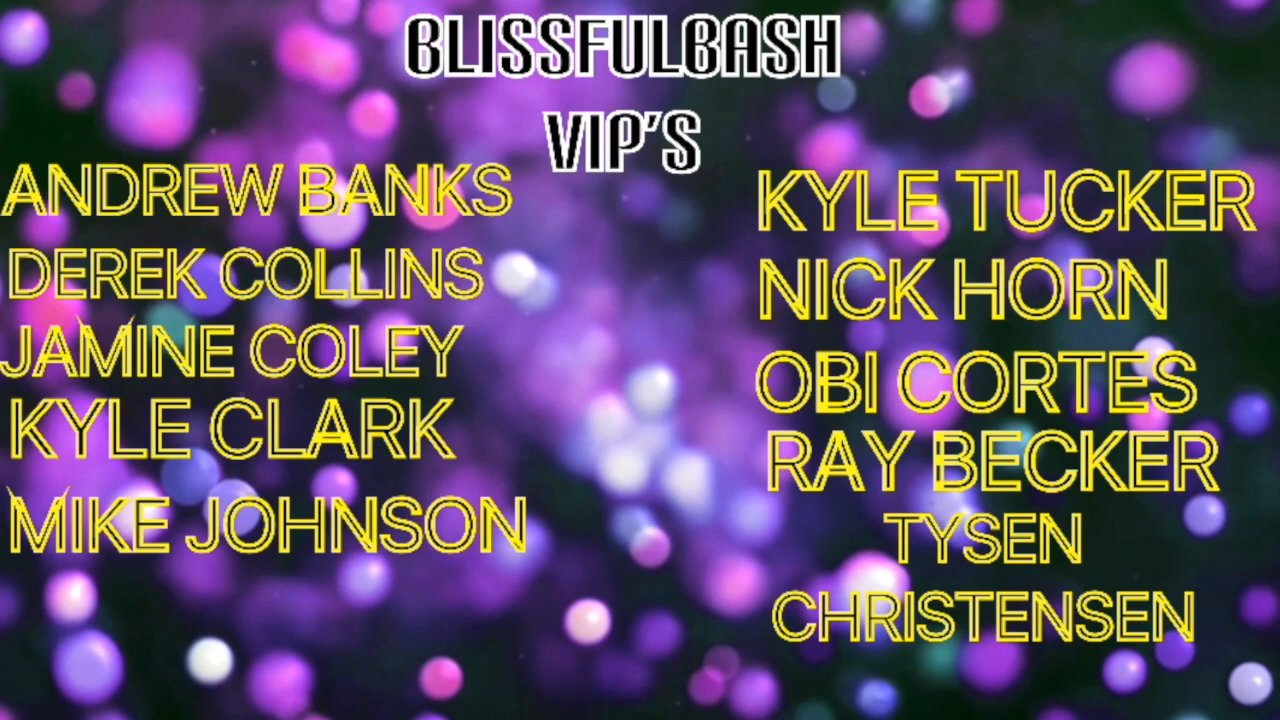 BLISSFULBASH
VIP'S
ANDREW BANKS
DEREK COLLINS
JAMINE COLEY
KYLE CLARK
MIKE JOHNSON
KYLE TUCKER
NICK HORN
OBI CORTES
RAY BECKER
TYSEN
CHRISTENSEN